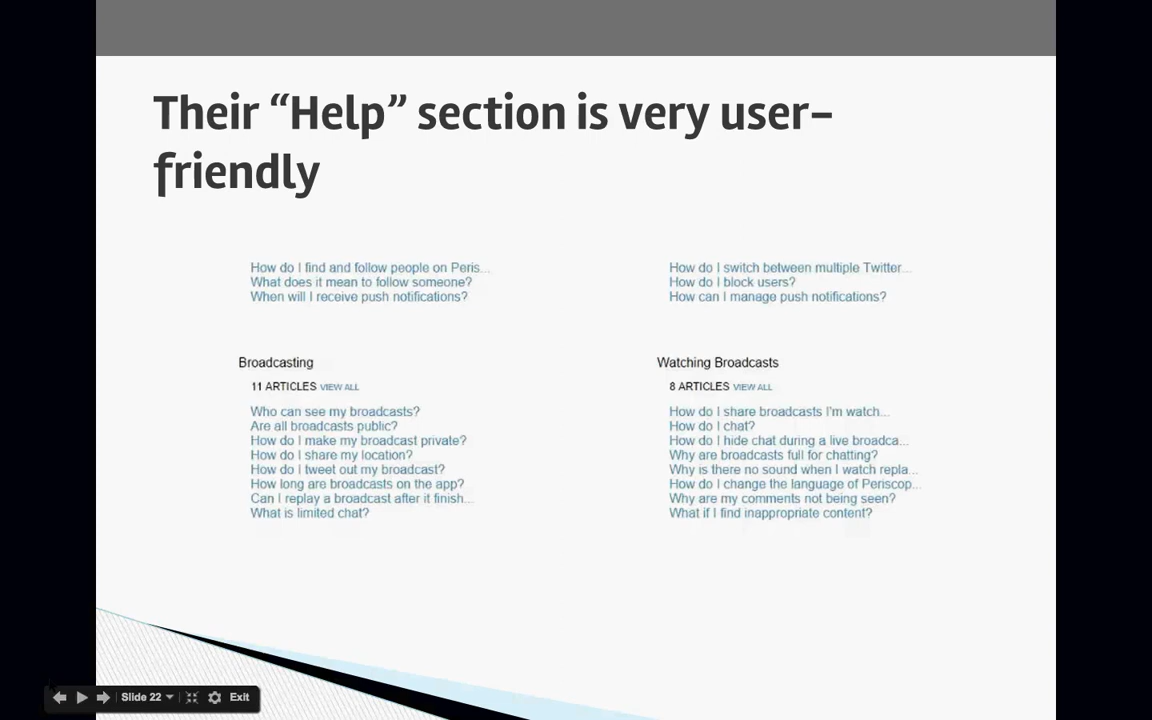 Their “Help” section is very user-
friendly
How do I find and follow people on Peris...
What does it mean to follow someone?
When will I receive push notifications?
How do I switch between multiple Twitter...
How do I block users?
How can I manage push notifications?
Broadcasting
11 ARTICLES VIEW ALL
Who can see my broadcasts?
Are all broadcasts public?
How do I make my broadcast private?
How do I share my location?
How do I tweet out my broadcast?
How long are broadcasts on the app?
Can I replay a broadcast after it finish...
What is limited chat?
Watching Broadcasts
8 ARTICLES VIEW ALL
How do I share broadcasts I'm watch...
How do I chat?
How do I hide chat during a live broadca...
Why are broadcasts full for chatting?
Why is there no sound when I watch repla...
How do I change the language of Periscop...
Why are my comments not being seen?
What if I find inappropriate content?
Slide 22 Exit